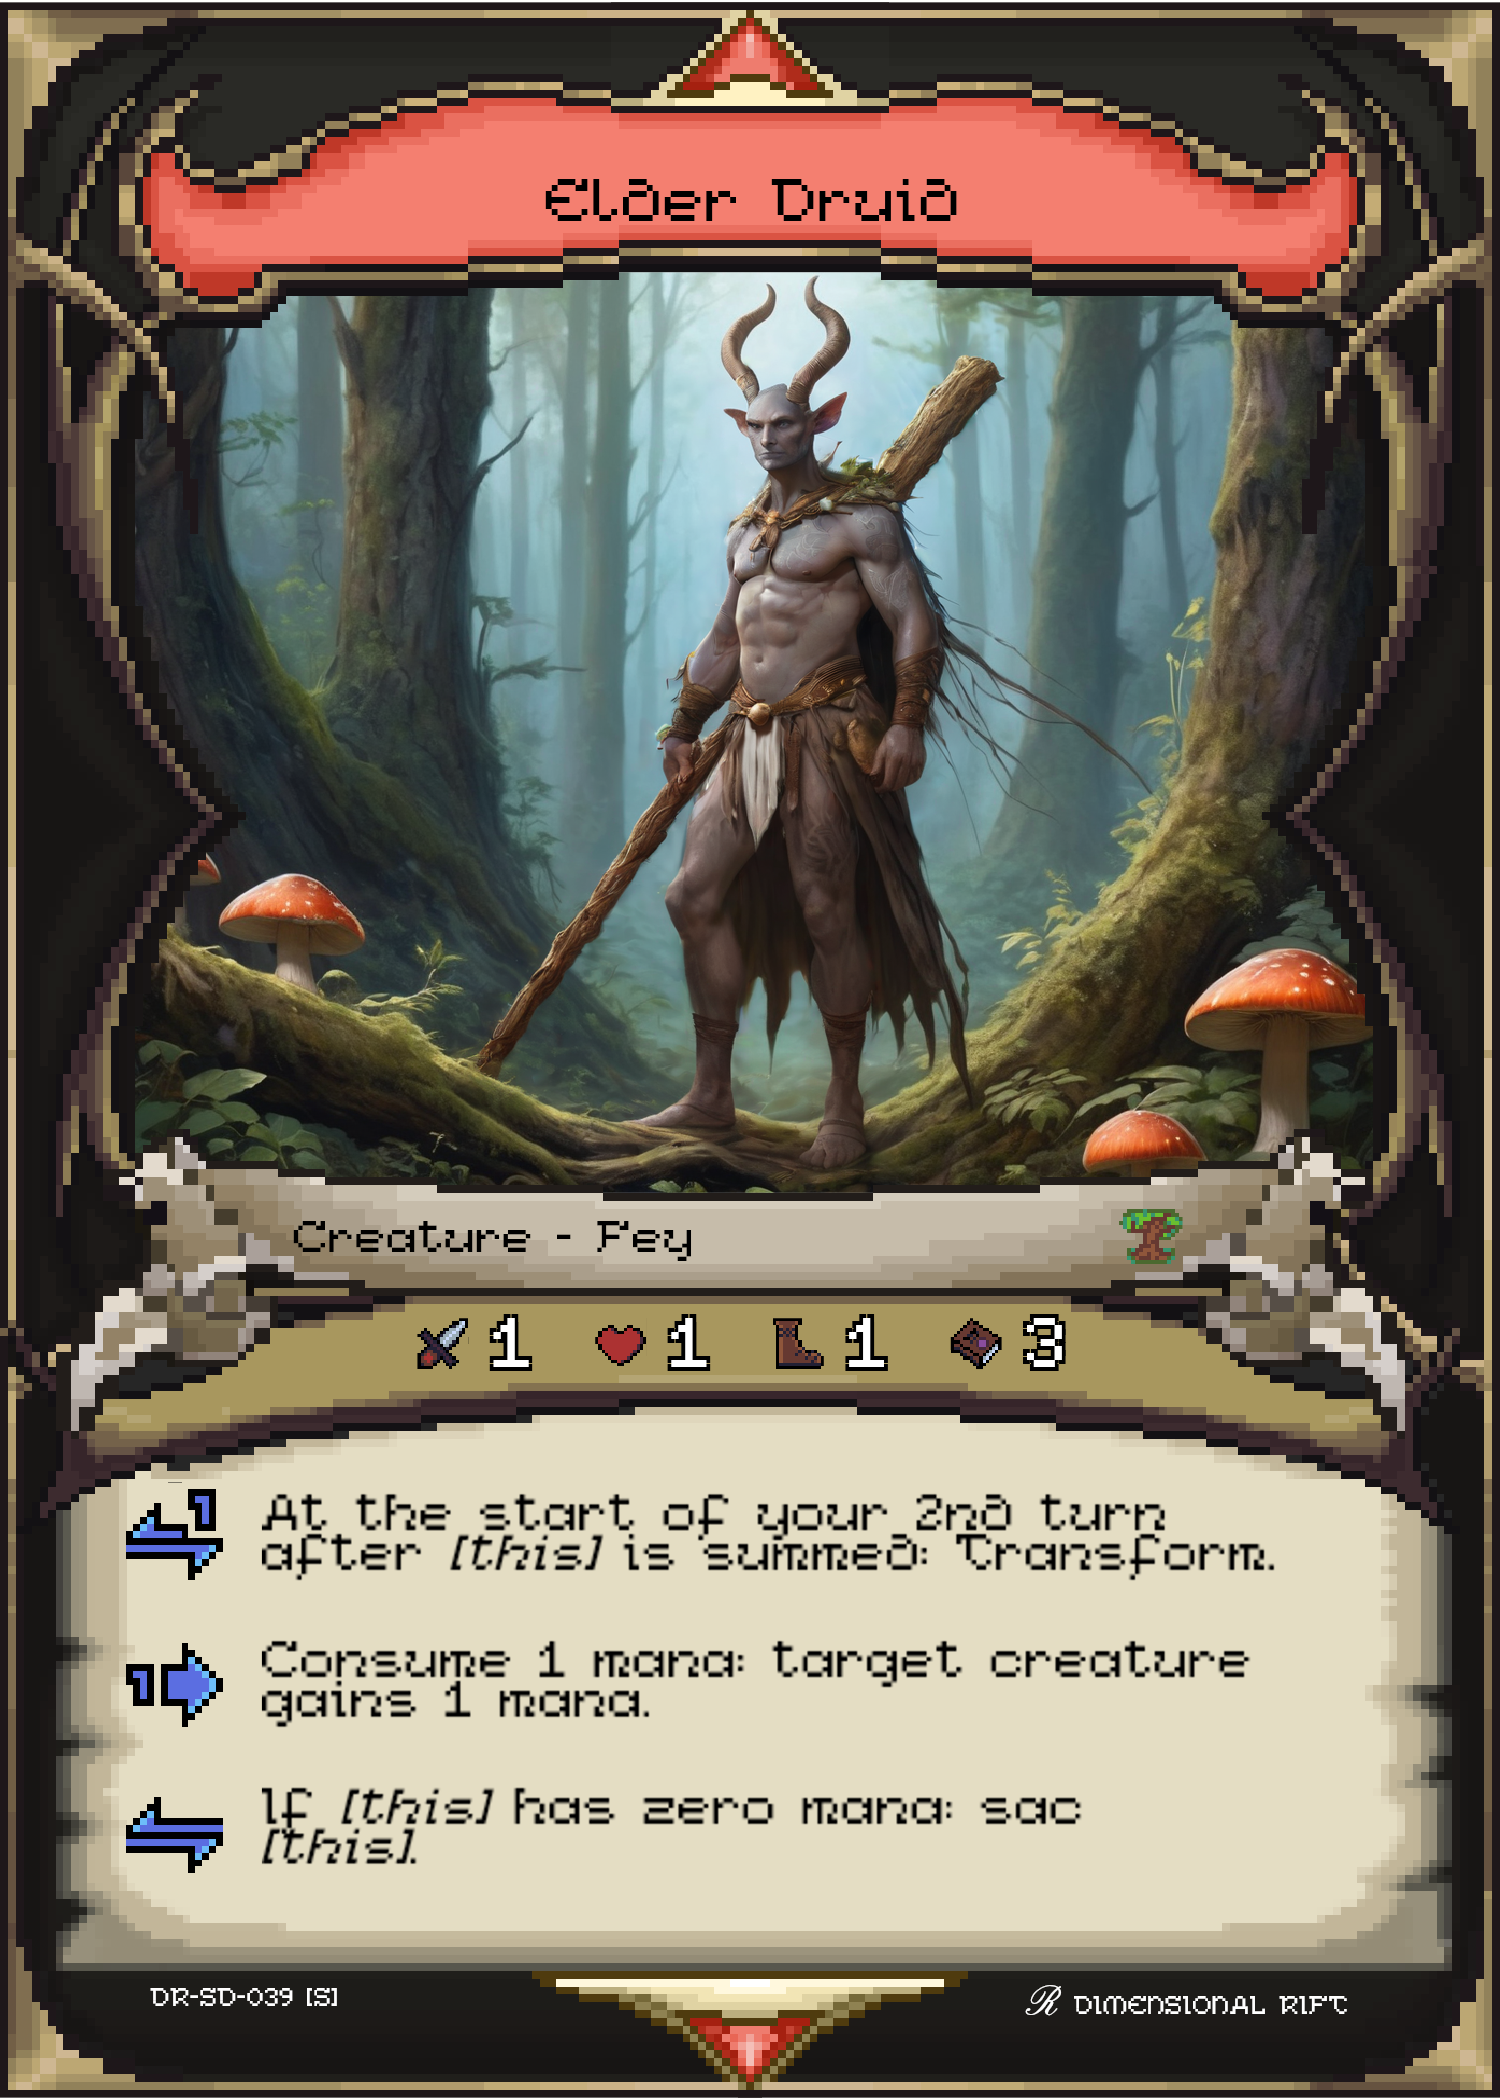 Elder Druid
Creature - Fey
1 1 1 3
1 At the start of your 2nd turn
after [this] is summed: Transform.
1 Consume 1 mana: target creature
gains 1 mana.
If [this] has zero mana: sac
[this].
DR-SD-039 [S]
R DIMENSIONAL RIFT